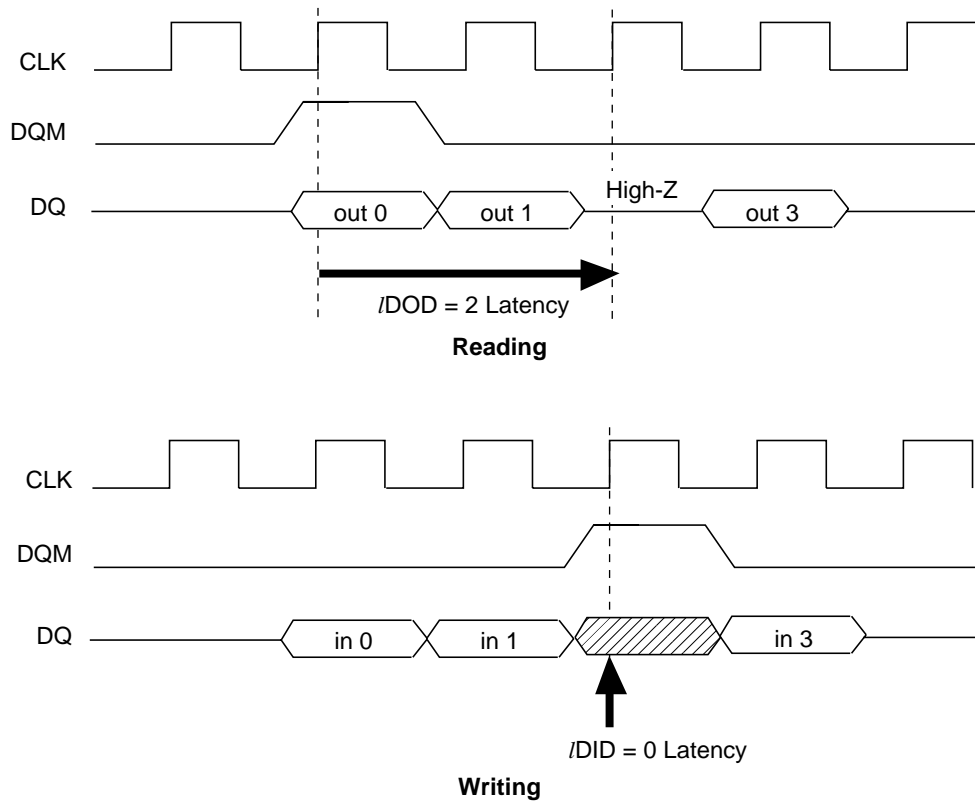 CLK
DQM
High-Z
DQ
out 0
out 1
out 3
lDOD = 2 Latency
Reading
CLK
DQM
DQ
in 0
in 1
in 3
lDID = 0 Latency
Writing